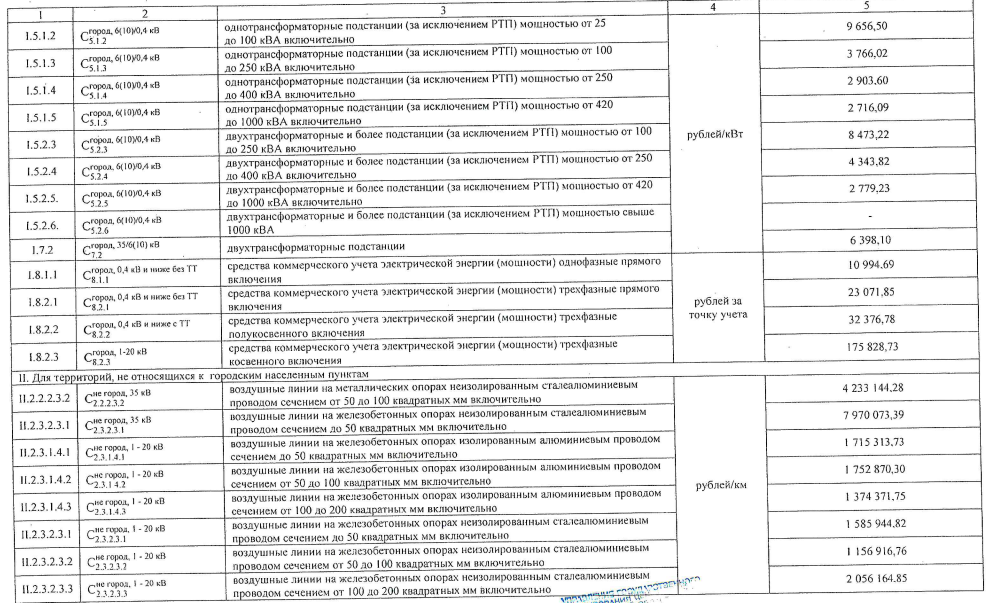 1 2 3 4 5
I.5.1.2 C город, 6(10)/0,4 кВ 5.1.2 однотрансформаторные подстанции (за исключением РТП) мощностью от 25 9 656,50
до 100 кВА включительно
I.5.1.3 C город, 6(10)/0,4 кВ 5.1.3 однотрансформаторные подстанции (за исключением РТП) мощностью от 100 3 766,02
до 250 кВА включительно
I.5.1.4 C город, 6(10)/0,4 кВ 5.1.4 однотрансформаторные подстанции (за исключением РТП) мощностью от 250 2 903,60
до 400 кВА включительно
I.5.1.5 C город, 6(10)/0,4 кВ 5.1.5 однотрансформаторные подстанции (за исключением РТП) мощностью от 420 2 716,09
до 1000 кВА включительно
I.5.2.3 C город, 6(10)/0,4 кВ 5.2.3 двухтрансформаторные и более подстанции (за исключением РТП) мощностью от 100 рублей/кВт 8 473,22
до 250 кВА включительно
I.5.2.4 C город, 6(10)/0,4 кВ 5.2.4 двухтрансформаторные и более подстанции (за исключением РТП) мощностью от 250 4 343,82
до 400 кВА включительно
I.5.2.5. C город, 6(10)/0,4 кВ 5.2.5 двухтрансформаторные и более подстанции (за исключением РТП) мощностью от 420 2 779,23
до 1000 кВА включительно
I.5.2.6. C город, 6(10)/0,4 кВ 5.2.6 двухтрансформаторные и более подстанции (за исключением РТП) мощностью свыше -
1000 кВА
I.7.2 C город, 35/6(10) кВ 7.2 двухтрансформаторные подстанции 6 398,10
I.8.1.1 C город, 0,4 кВ и ниже без ТТ 8.1.1 средства коммерческого учета электрической энергии (мощности) однофазные прямого 10 994,69
включения
I.8.2.1 C город, 0,4 кВ и ниже без ТТ 8.2.1 средства коммерческого учета электрической энергии (мощности) трехфазные прямого рублей за 23 071,85
включения точку учета
I.8.2.2 C город, 0,4 кВ и ниже с ТТ 8.2.2 средства коммерческого учета электрической энергии (мощности) трехфазные 32 376,78
полукосвенного включения
I.8.2.3 C город, 1-20 кВ 8.2.3 средства коммерческого учета электрической энергии (мощности) трехфазные 175 828,73
косвенного включения
II. Для территорий, не относящихся к городским населенным пунктам
II.2.2.2.3.2 C не город, 35 кВ 2.2.2.3.2 воздушные линии на металлических опорах неизолированным сталеалюминиевым 4 233 144,28
проводом сечением от 50 до 100 квадратных мм включительно
II.2.3.2.3.1 C не город, 35 кВ 2.3.2.3.1 воздушные линии на железобетонных опорах неизолированным сталеалюминиевым 7 970 073,39
проводом сечением до 50 квадратных мм включительно
II.2.3.1.4.1 C не город, 1 - 20 кВ 2.3.1.4.1 воздушные линии на железобетонных опорах изолированным алюминиевым проводом 1 715 313,73
сечением до 50 квадратных мм включительно
II.2.3.1.4.2 C не город, 1 - 20 кВ 2.3.1 4.2 воздушные линии на железобетонных опорах изолированным алюминиевым проводом 1 752 870,30
сечением от 50 до 100 квадратных мм включительно рублей/км
II.2.3.1.4.3 C не город, 1 - 20 кВ 2.3.1.4.3 воздушные линии на железобетонных опорах изолированным алюминиевым проводом 1 374 371,75
сечением от 100 до 200 квадратных мм включительно
II.2.3.2.3.1 C не город, 1 - 20 кВ 2.3.2.3.1 воздушные линии на железобетонных опорах неизолированным сталеалюминиевым 1 585 944,82
проводом сечением до 50 квадратных мм включительно
II.2.3.2.3.2 C не город, 1 - 20 кВ 2.3.2.3.2 воздушные линии на железобетонных опорах неизолированным сталеалюминиевым 1 156 916,76
проводом сечением от 50 до 100 квадратных мм включительно
II.2.3.2.3.3 C не город, 1 - 20 кВ 2.3.2.3.3 воздушные линии на железобетонных опорах неизолированным сталеалюминиевым 2 056 164,85
проводом сечением от 100 до 200 квадратных мм включительно
УПРАВЛЕНИЕ ГОСУДАРСТВЕННОГО